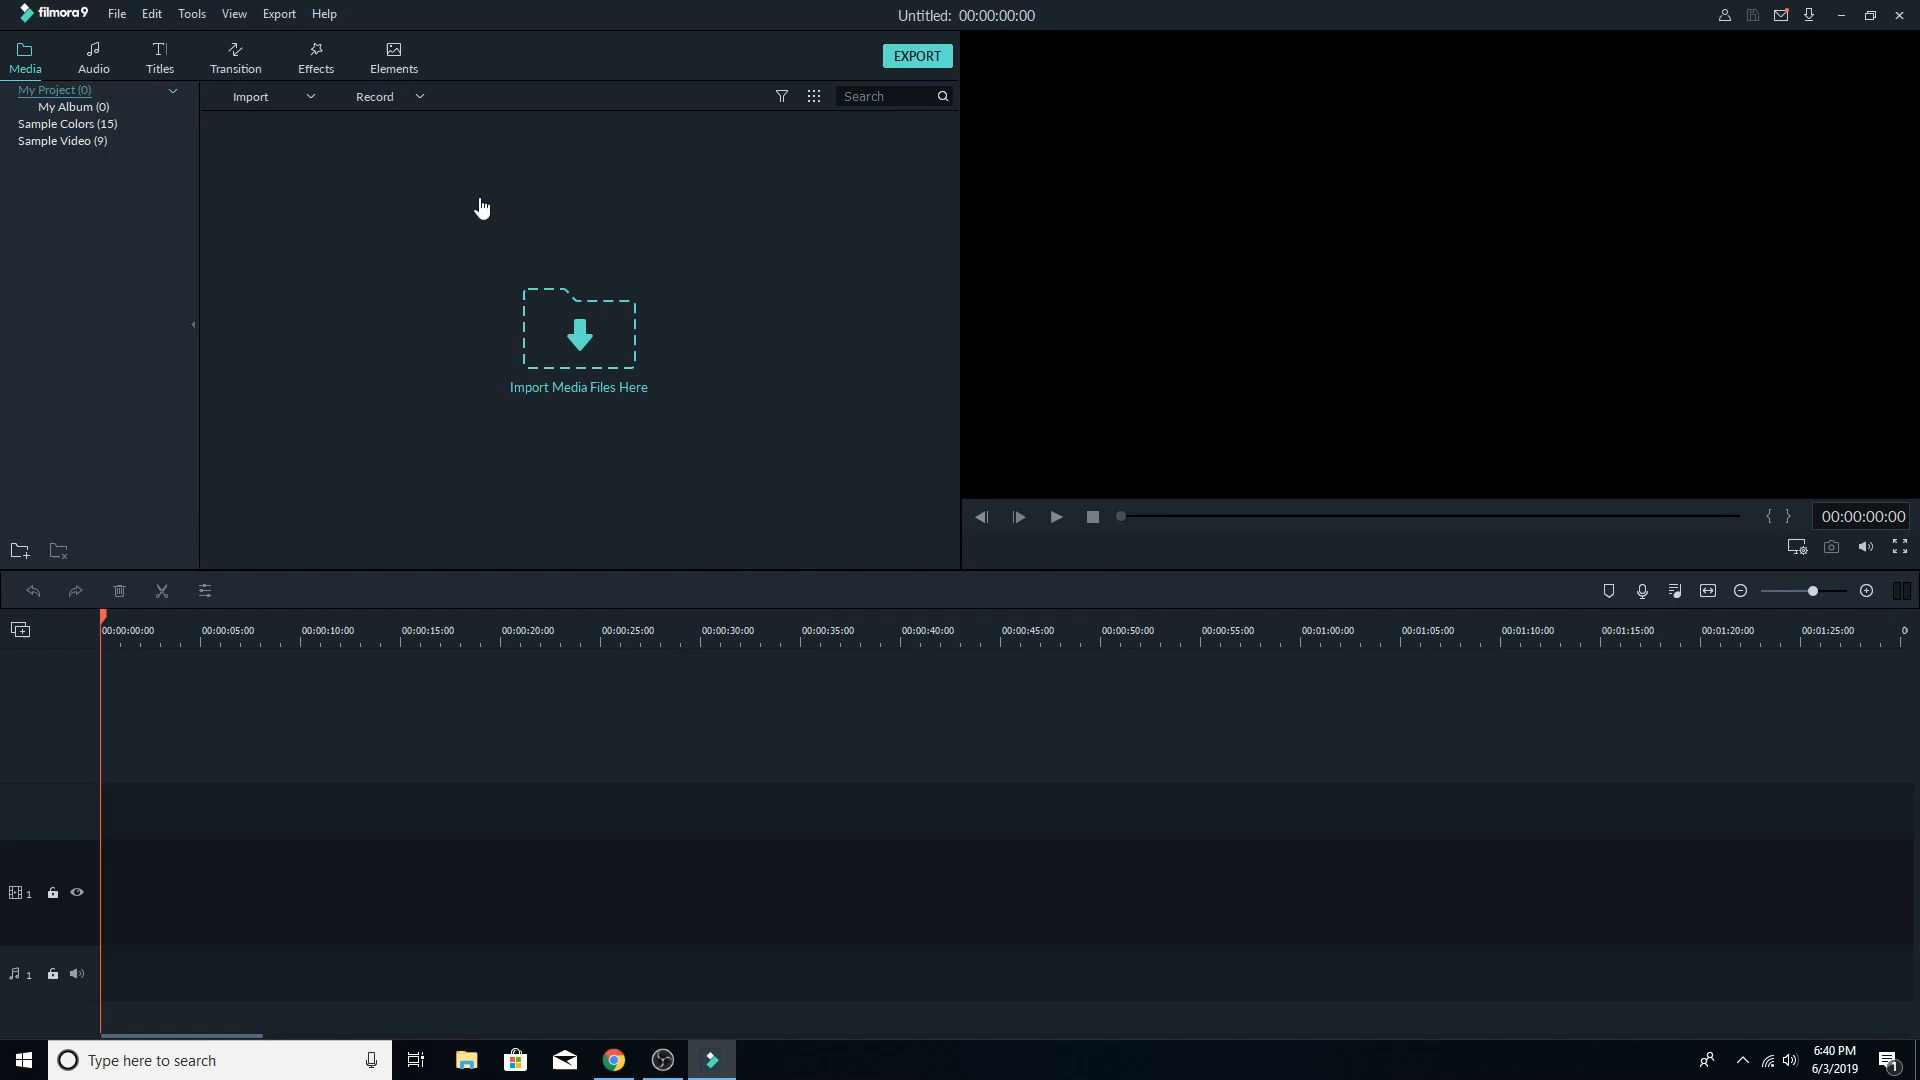 filmora9 File Edit Tools View Export Help Untitled: 00:00:00:00
Media Audio Titles Transition Effects Elements EXPORT
My Project (0)
My Album (0)
Sample Colors (15)
Sample Video (9)
Import Record Search
Import Media Files Here
{ } 00:00:00:00
00:00:00:00 00:00:05:00 00:00:10:00 00:00:15:00 00:00:20:00 00:00:25:00 00:00:30:00 00:00:35:00 00:00:40:00 00:00:45:00 00:00:50:00 00:00:55:00 00:01:00:00 00:01:05:00 00:01:10:00 00:01:15:00 00:01:20:00 00:01:25:00
1
1
Type here to search
6:40 PM
6/3/2019
1